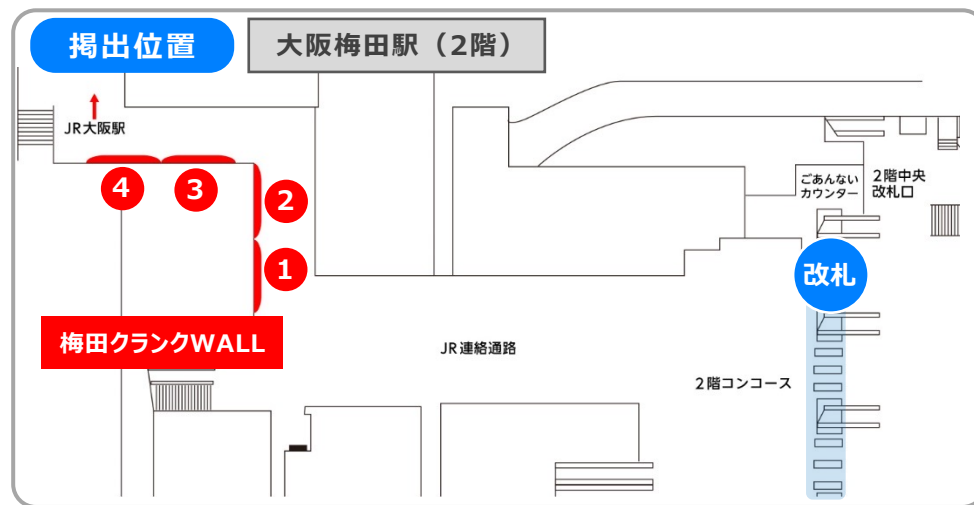 掲出位置
大阪梅田駅（2階）
JR大阪駅
4
3
2
1
ごあんない
カウンター
2階中央
改札口
改札
梅田クランクWALL
JR連絡通路
2階コンコース